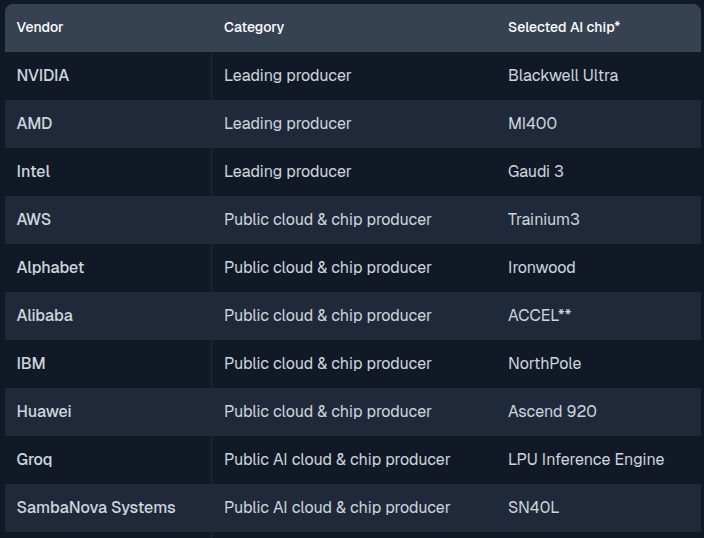 Vendor Category Selected AI chip*
NVIDIA Leading producer Blackwell Ultra
AMD Leading producer MI400
Intel Leading producer Gaudi 3
AWS Public cloud & chip producer Trainium3
Alphabet Public cloud & chip producer Ironwood
Alibaba Public cloud & chip producer ACCEL**
IBM Public cloud & chip producer NorthPole
Huawei Public cloud & chip producer Ascend 920
Groq Public AI cloud & chip producer LPU Inference Engine
SambaNova Systems Public AI cloud & chip producer SN40L